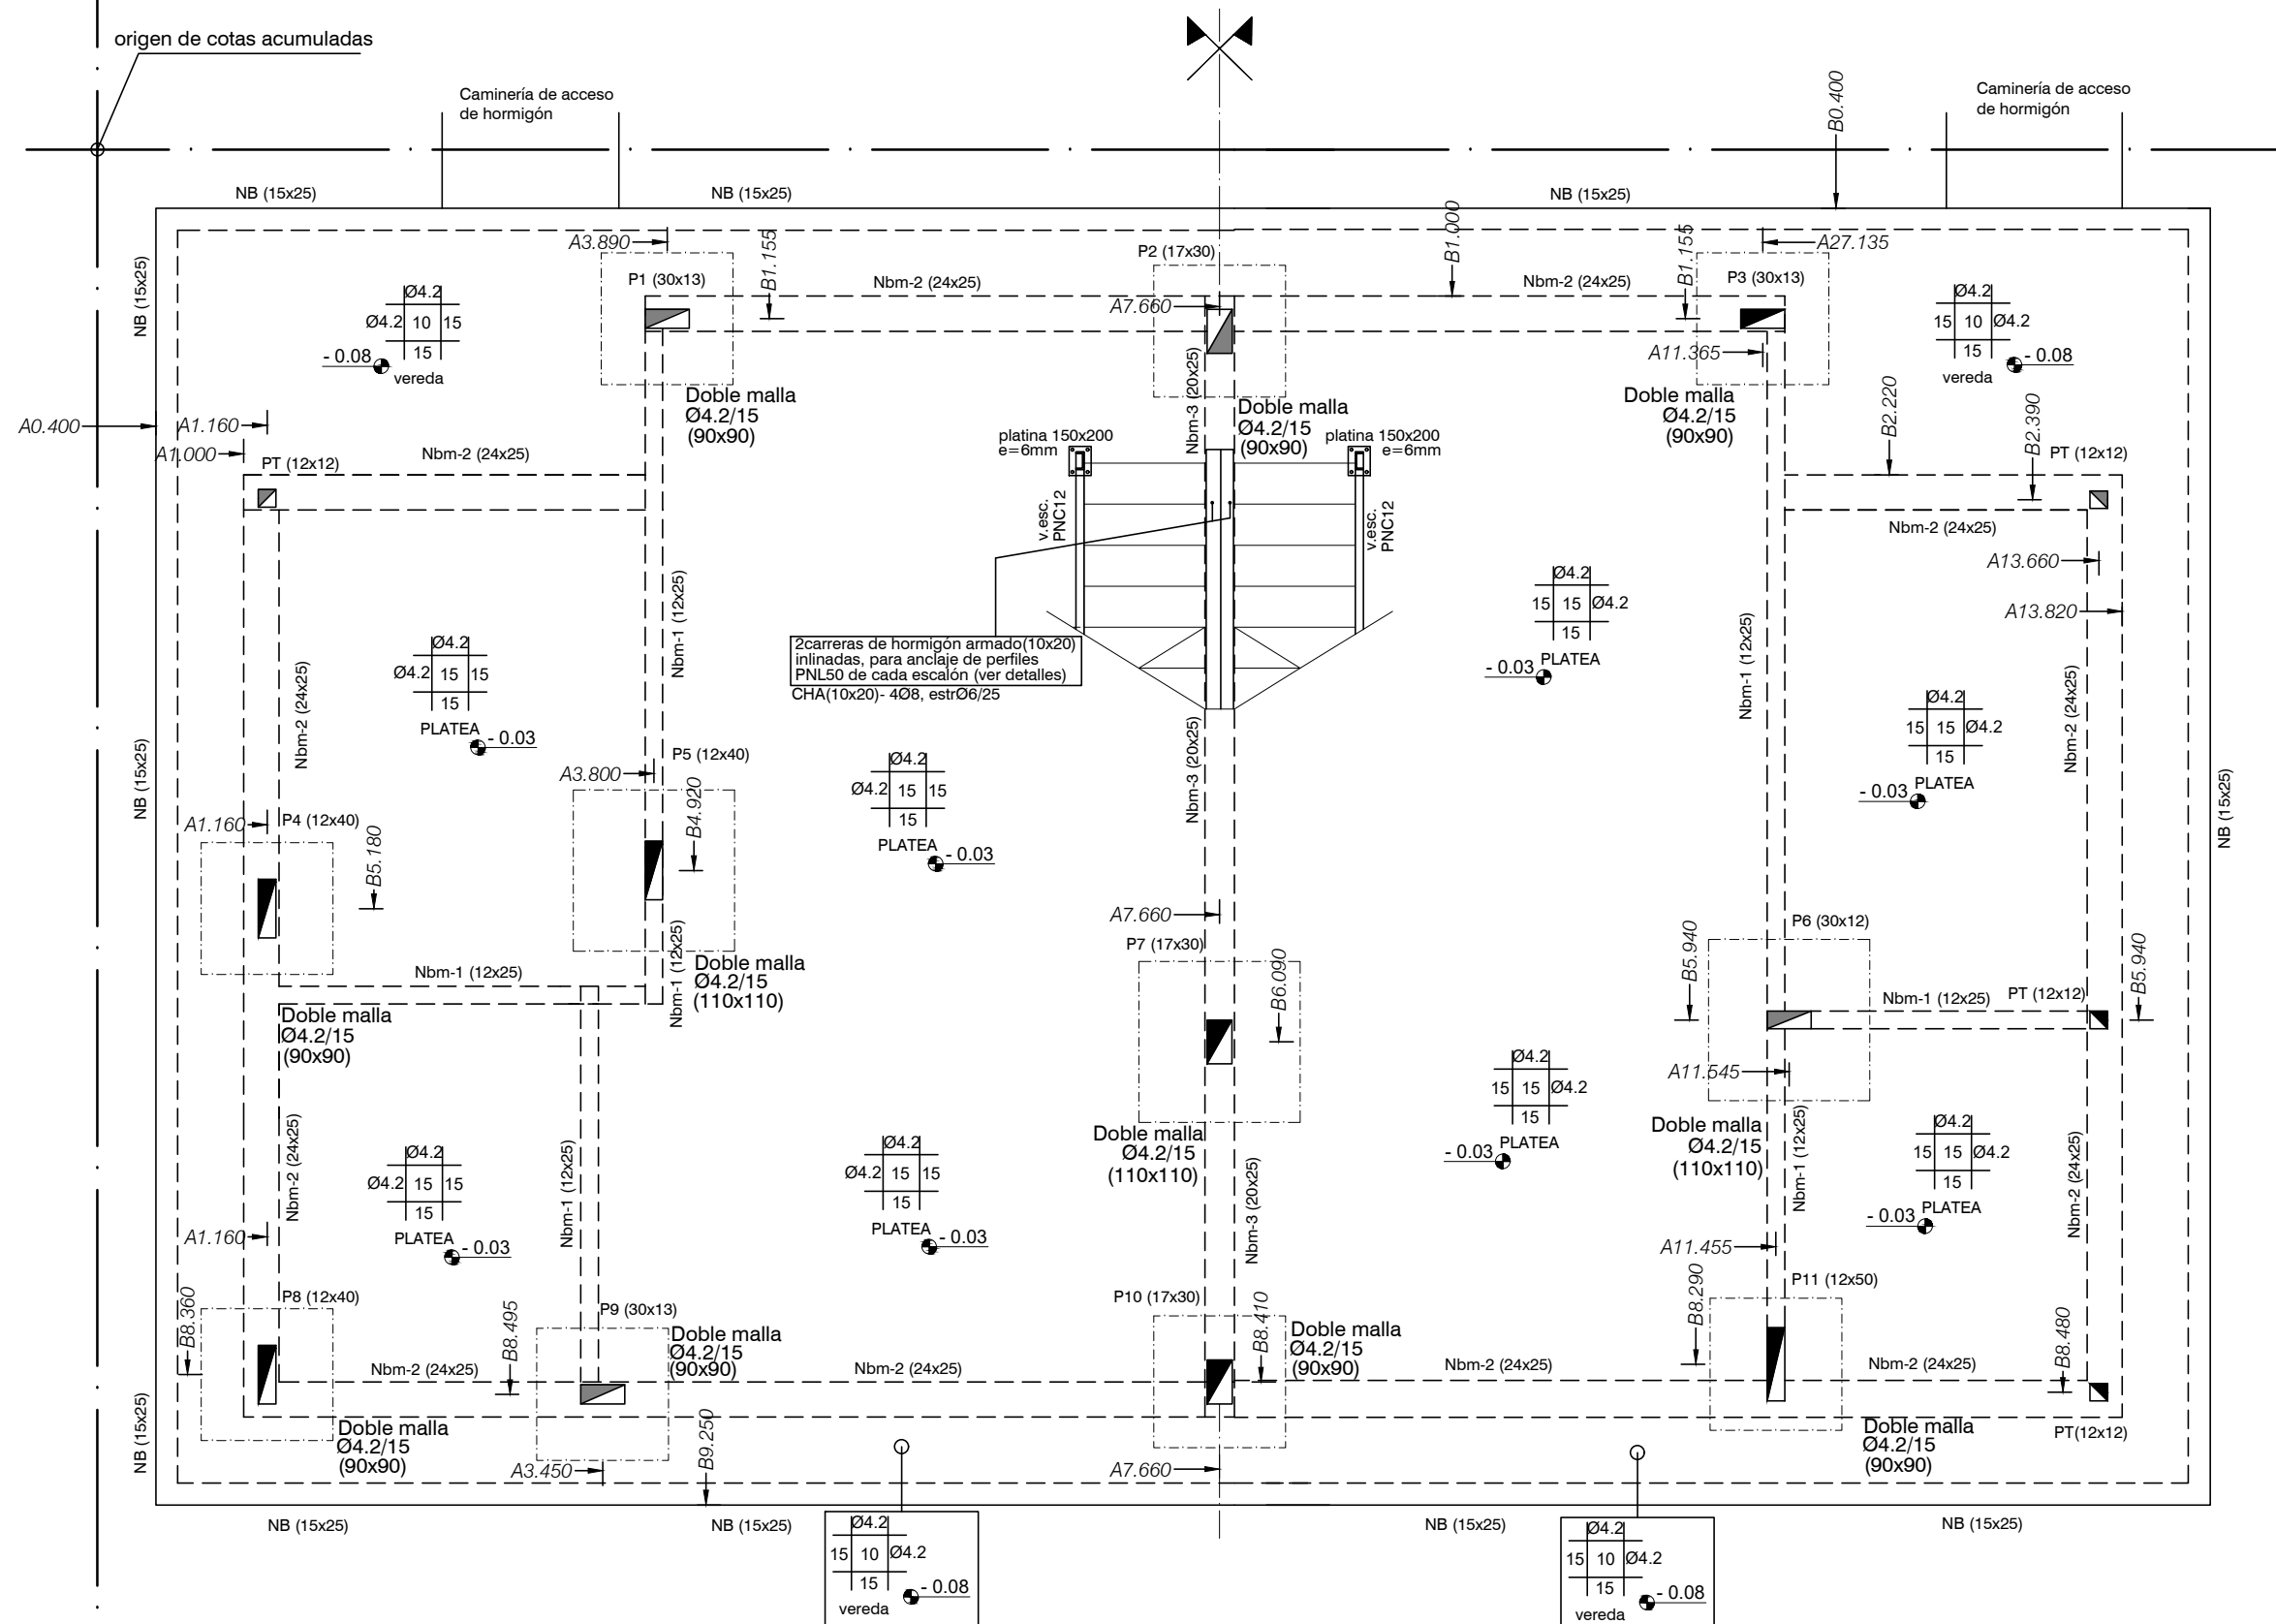 origen de cotas acumuladas
Caminería de acceso
de hormigón
Caminería de acceso
de hormigón
B0.400
NB (15x25)
NB (15x25)
NB (15x25)
NB (15x25)
A3.890
B1.155
P1 (30x13)
Nbm-2 (24x25)
P2 (17x30)
A7.660
B1.000
Nbm-2 (24x25)
B1.155
P3 (30x13)
A27.135
A11.365
Ø4.2
Ø4.2 10 15
15
- 0.08
vereda
Ø4.2
15 10 Ø4.2
15
- 0.08
vereda
Doble malla
Ø4.2/15
(90x90)
Nbm-3 (20x25)
Doble malla
Ø4.2/15
(90x90)
Doble malla
Ø4.2/15
(90x90)
A0.400
A1.160
A1.000
PT (12x12)
Nbm-2 (24x25)
platina 150x200
e=6mm
platina 150x200
e=6mm
v.esc.
PNC12
v.esc.
PNC12
B2.220
B2.390
PT (12x12)
Nbm-2 (24x25)
A13.660
A13.820
2carreras de hormigón armado(10x20)
inlinadas, para anclaje de perfiles
PNL50 de cada escalón (ver detalles)
CHA(10x20)- 4Ø8, estrØ6/25
Nbm-1 (12x25)
Nbm-2 (24x25)
Ø4.2
Ø4.2 15 15
15
PLATEA
- 0.03
Ø4.2
15 15 Ø4.2
15
PLATEA
- 0.03
Nbm-1 (12x25)
Nbm-2 (24x25)
Ø4.2
15 15 Ø4.2
15
PLATEA
- 0.03
NB (15x25)
NB (15x25)
P5 (12x40)
A3.800
B4.920
Ø4.2
Ø4.2 15 15
15
PLATEA
- 0.03
Nbm-3 (20x25)
A1.160
P4 (12x40)
B5.180
A7.660
P7 (17x30)
B6.090
B5.940
P6 (30x12)
B5.940
Nbm-1 (12x25)
Nbm-1 (12x25)
Doble malla
Ø4.2/15
(110x110)
Nbm-1 (12x25)
PT (12x12)
Doble malla
Ø4.2/15
(90x90)
A11.545
Ø4.2
15 15 Ø4.2
15
PLATEA
- 0.03
Doble malla
Ø4.2/15
(110x110)
Doble malla
Ø4.2/15
(110x110)
Nbm-1 (12x25)
Ø4.2
15 15 Ø4.2
15
PLATEA
- 0.03
Nbm-2 (24x25)
Nbm-2 (24x25)
Ø4.2
Ø4.2 15 15
15
PLATEA
- 0.03
Nbm-1 (12x25)
Ø4.2
Ø4.2 15 15
15
PLATEA
- 0.03
Nbm-3 (20x25)
A1.160
A11.455
P8 (12x40)
B8.360
B8.495
P9 (30x13)
P10 (17x30)
B8.410
B8.290
P11 (12x50)
B8.480
Doble malla
Ø4.2/15
(90x90)
Doble malla
Ø4.2/15
(90x90)
Nbm-2 (24x25)
Nbm-2 (24x25)
Nbm-2 (24x25)
Nbm-2 (24x25)
NB (15x25)
Doble malla
Ø4.2/15
(90x90)
B9.250
A3.450
A7.660
Doble malla
Ø4.2/15
(90x90)
PT(12x12)
NB (15x25)
NB (15x25)
NB (15x25)
NB (15x25)
Ø4.2
15 10 Ø4.2
15
- 0.08
vereda
Ø4.2
15 10 Ø4.2
15
- 0.08
vereda